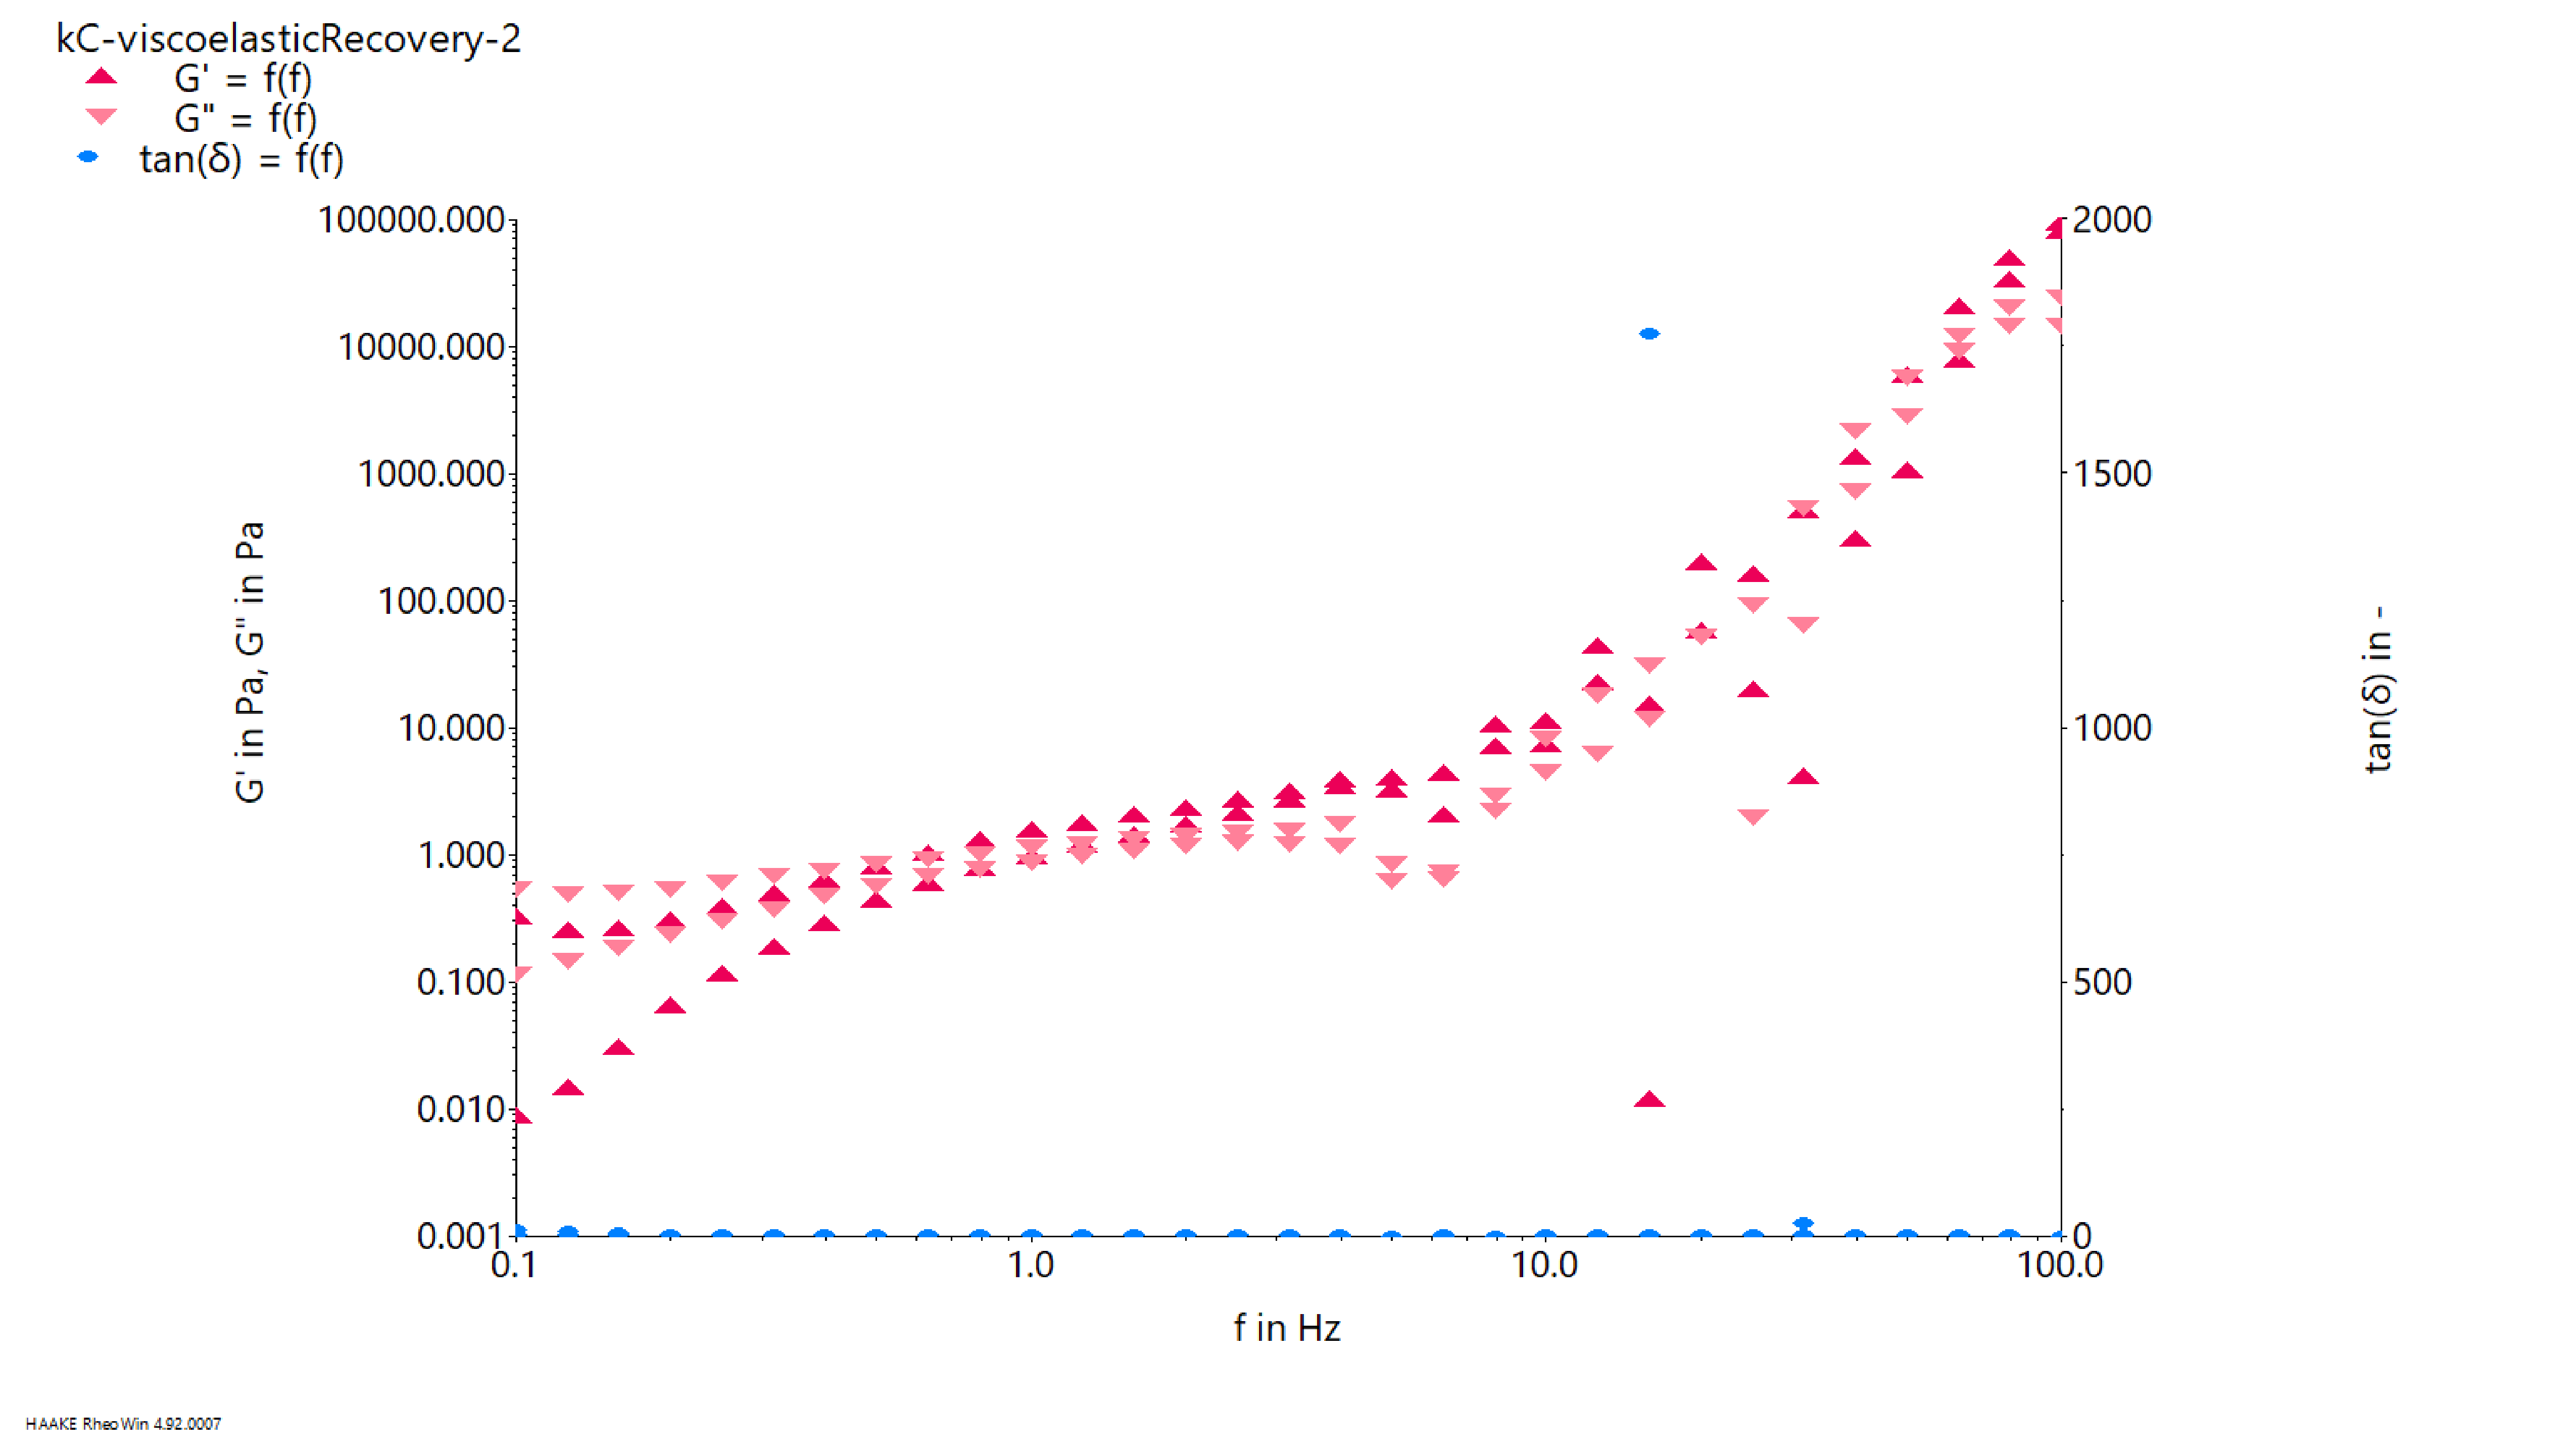 kC-viscoelasticRecovery-2
G' = f(f)
G" = f(f)
tan(δ) = f(f)
100000.000
10000.000
1000.000
100.000
10.000
1.000
0.100
0.010
0.001
2000
1500
1000
500
0
G' in Pa, G" in Pa
tan(δ) in -
0.1
1.0
10.0
100.0
f in Hz
HAAKE RheoWin 4.92.0007